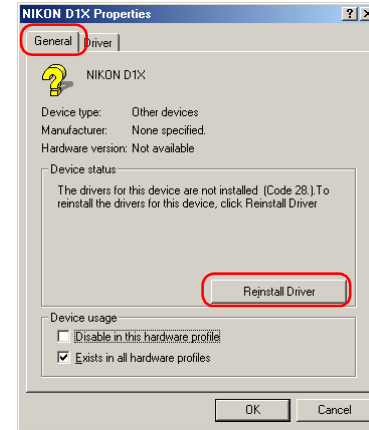 NIKON D1X Properties
General Driver
NIKON D1X
Device type: Other devices
Manufacturer: None specified.
Hardware version: Not available
Device status
The drivers for this device are not installed (Code 28.).To
reinstall the drivers for this device, click Reinstall Driver
Reinstall Driver
Device usage
Disable in this hardware profile
Exists in all hardware profiles
OK Cancel